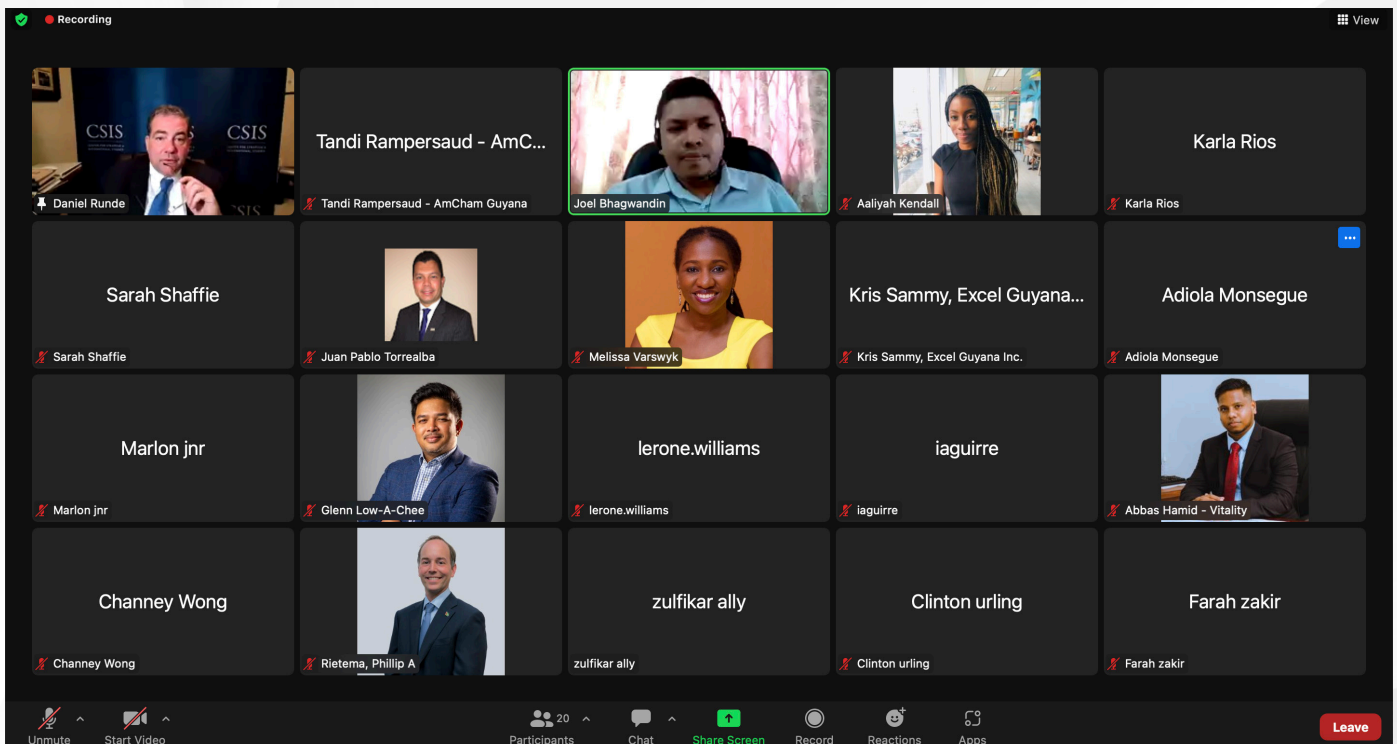 Recording
View
CSIS
CSIS
Daniel Runde
Tandi Rampersaud - AmC...
Tandi Rampersaud - AmCham Guyana
Joel Bhagwandin
Aaliyah Kendall
Karla Rios
Karla Rios
Sarah Shaffie
Sarah Shaffie
Juan Pablo Torrealba
Melissa Varswyk
Kris Sammy, Excel Guyana...
Kris Sammy, Excel Guyana Inc.
Adiola Monsegue
Adiola Monsegue
Marlon jnr
Marlon jnr
Glenn Low-A-Chee
lerone.williams
lerone.williams
iaguirre
iaguirre
Abbas Hamid - Vitality
Channey Wong
Channey Wong
Rietema, Phillip A
zulfikar ally
zulfikar ally
Clinton urling
Clinton urling
Farah zakir
Farah zakir
Unmute
Start Video
20
Participants
Chat
Share Screen
Record
Reactions
Apps
Leave